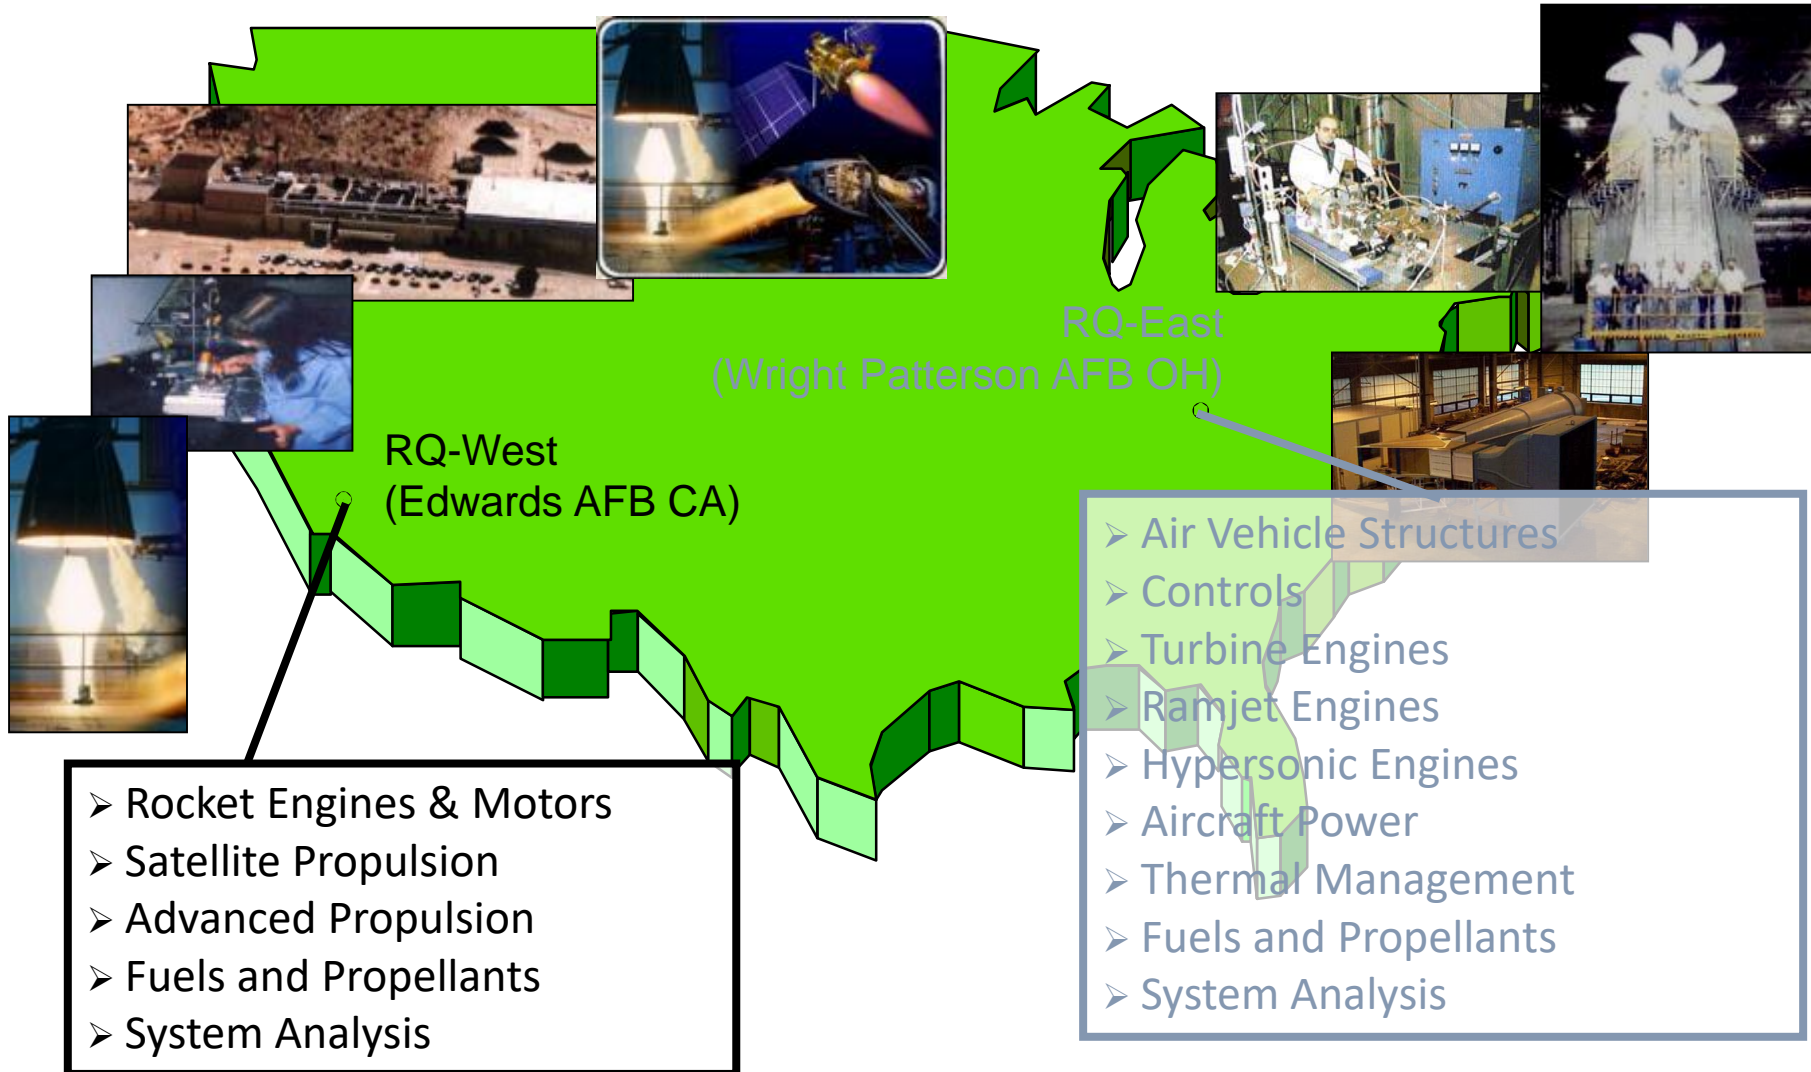 RQ-East
(Wright Patterson AFB OH)
RQ-West
(Edwards AFB CA)
➢ Rocket Engines & Motors
➢ Satellite Propulsion
➢ Advanced Propulsion
➢ Fuels and Propellants
➢ System Analysis
➢ Air Vehicle Structures
➢ Controls
➢ Turbine Engines
➢ Ramjet Engines
➢ Hypersonic Engines
➢ Aircraft Power
➢ Thermal Management
➢ Fuels and Propellants
➢ System Analysis